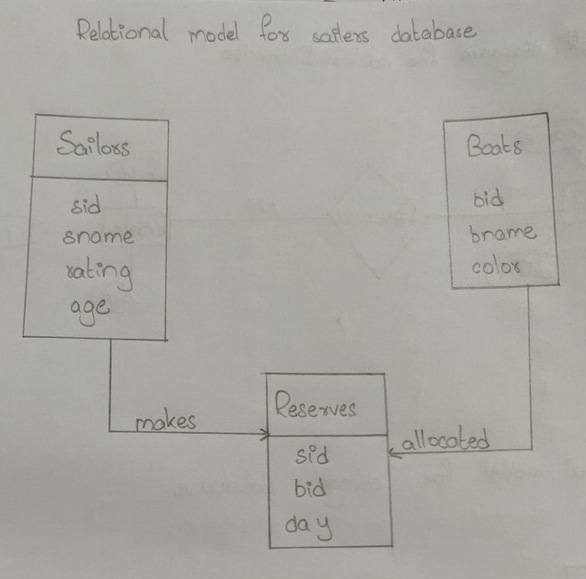 Relational model for sailers database
Sailors
sid
sname
rating
age
Boats
bid
bname
color
makes
Reserves
sid
bid
day
allocated